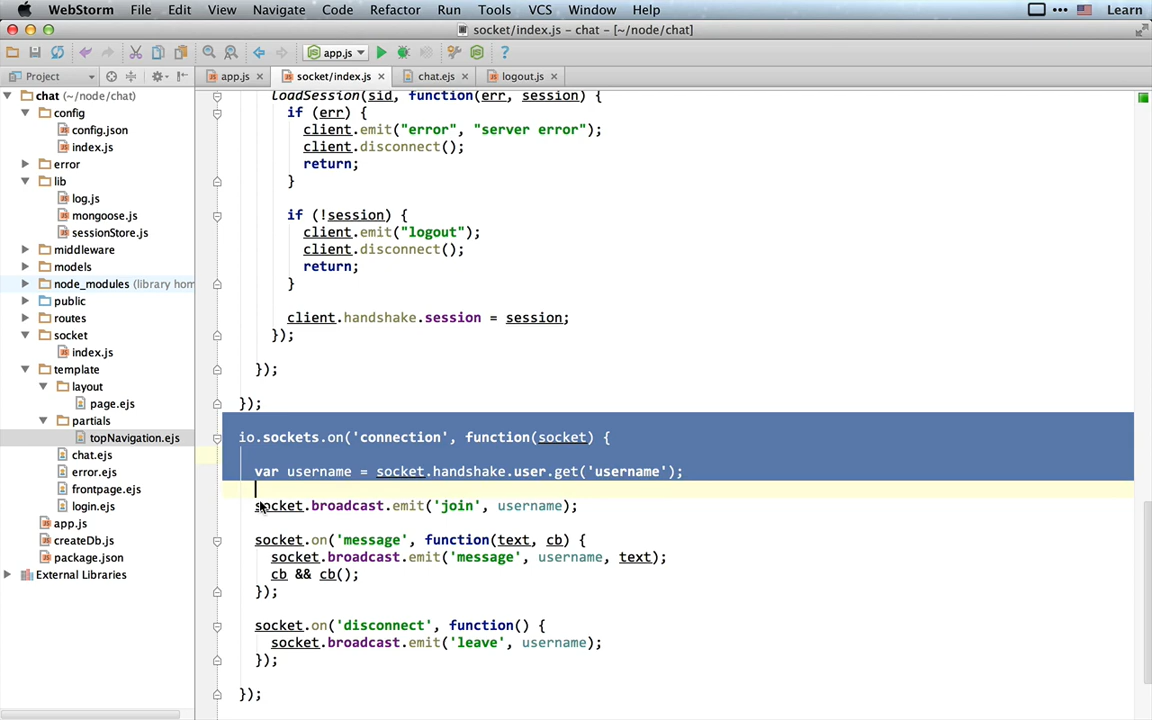 WebStorm File Edit View Navigate Code Refactor Run Tools VCS Window Help Learn
socket/index.js – chat – [~/node/chat]
app.js
Project app.js socket/index.js chat.ejs logout.js
chat (~/node/chat)
config
config.json
index.js
error
lib
log.js
mongoose.js
sessionStore.js
middleware
models
node_modules (library hom
public
routes
socket
index.js
template
layout
page.ejs
partials
topNavigation.ejs
chat.ejs
error.ejs
frontpage.ejs
login.ejs
app.js
createDb.js
package.json
External Libraries
loadSession(sid, function(err, session) {
if (err) {
client.emit("error", "server error");
client.disconnect();
return;
}
if (!session) {
client.emit("logout");
client.disconnect();
return;
}
client.handshake.session = session;
});
});
});
io.sockets.on('connection', function(socket) {
var username = socket.handshake.user.get('username');
socket.broadcast.emit('join', username);
socket.on('message', function(text, cb) {
socket.broadcast.emit('message', username, text);
cb && cb();
});
socket.on('disconnect', function() {
socket.broadcast.emit('leave', username);
});
});